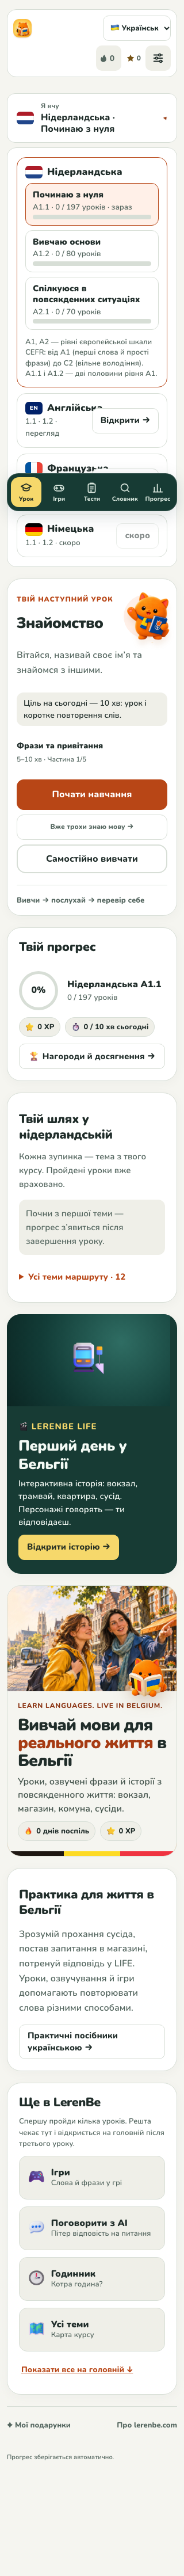 Українськ
0
0
Я вчу
Нідерландська ·
Починаю з нуля
Нідерландська
Починаю з нуля
A1.1 · 0 / 197 уроків · зараз
Вивчаю основи
A1.2 · 0 / 80 уроків
Спілкуюся в
повсякденних ситуаціях
A2.1 · 0 / 70 уроків
A1, A2 — рівні європейської шкали
CEFR: від A1 (перші слова й прості
фрази) до C2 (вільне володіння).
A1.1 і A1.2 — дві половини рівня A1.
EN
Англійська
1.1 · 1.2 ·
перегляд
Відкрити →
Французька
Урок
Ігри
Тести
Словник
Прогрес
Німецька
1.1 · 1.2 · скоро
скоро
ТВІЙ НАСТУПНИЙ УРОК
Знайомство
Вітайся, називай своє ім’я та
знайомся з іншими.
Ціль на сьогодні — 10 хв: урок і
коротке повторення слів.
Фрази та привітання
5–10 хв · Частина 1/5
Почати навчання
Вже трохи знаю мову →
Самостійно вивчати
Вивчи → послухай → перевір себе
Твій прогрес
0%
Нідерландська A1.1
0 / 197 уроків
0 XP
0 / 10 хв сьогодні
Нагороди й досягнення →
Твій шлях у
нідерландській
Кожна зупинка — тема з твого
курсу. Пройдені уроки вже
враховано.
Почни з першої теми —
прогрес з’явиться після
завершення уроку.
Усі теми маршруту · 12
LERENBE LIFE
Перший день у
Бельгії
Інтерактивна історія: вокзал,
трамвай, квартира, сусід.
Персонажі говорять — ти
відповідаєш.
Відкрити історію →
LEARN LANGUAGES. LIVE IN BELGIUM.
Вивчай мови для
реального життя в
Бельгії
Уроки, озвучені фрази й історії з
повсякденного життя: вокзал,
магазин, комуна, сусіди.
0 днів поспіль
0 XP
Практика для життя в
Бельгії
Зрозумій прохання сусіда,
постав запитання в магазині,
потренуй відповідь у LIFE.
Уроки, озвучування й ігри
допомагають повторювати
слова різними способами.
Практичні посібники
українською →
Ще в LerenBe
Спершу пройди кілька уроків. Решта
чекає тут і відкриється на головній після
третього уроку.
Ігри
Слова й фрази у грі
Поговорити з AI
Пітер відповість на питання
Годинник
Котра година?
Усі теми
Карта курсу
Показати все на головній ↓
Мої подарунки
Про lerenbe.com
Прогрес зберігається автоматично.